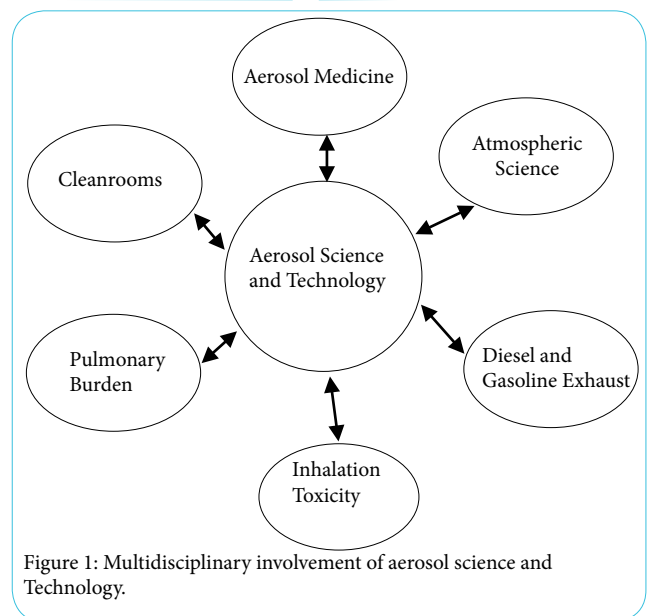 Aerosol Medicine
Atmospheric
Science
Cleanrooms
Aerosol Science
and Technology
Pulmonary
Burden
Diesel and
Gasoline Exhaust
Inhalation
Toxicity
Figure 1: Multidisciplinary involvement of aerosol science and
Technology.